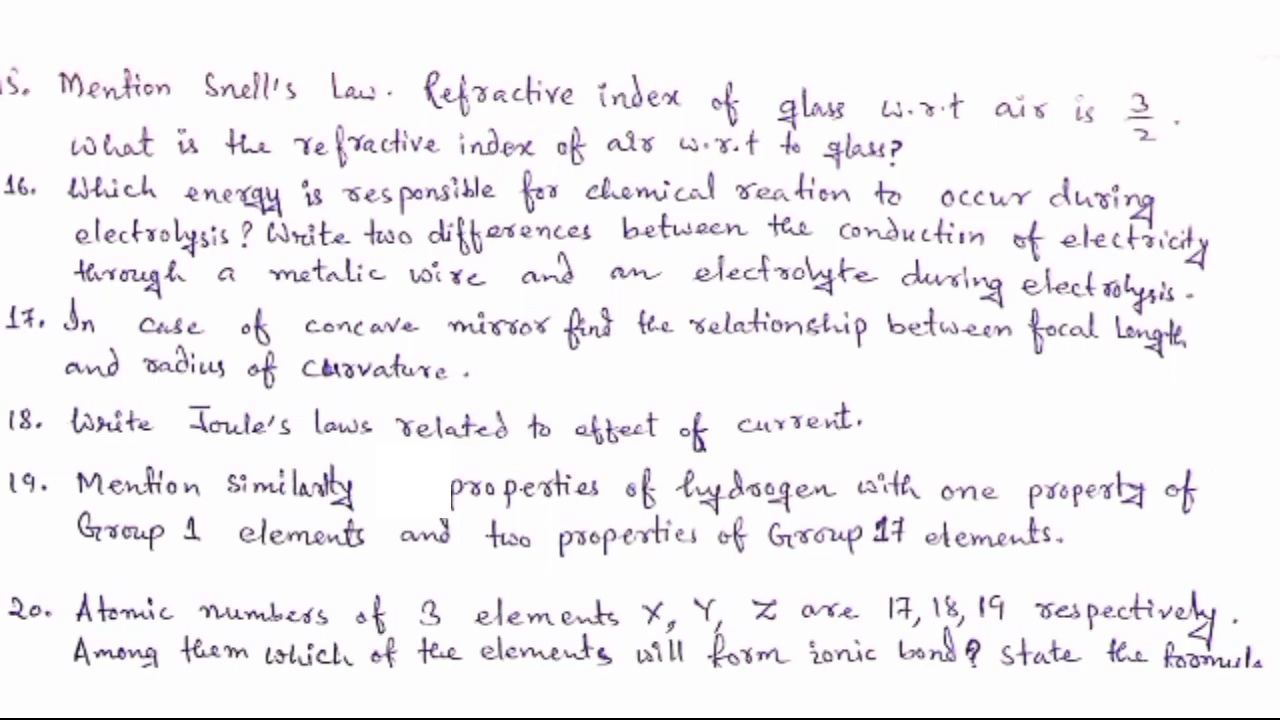 15. Mention Snell's Law. Refractive index of glass w.r.t air is 3/2.
What is the refractive index of air w.r.t to glass?
16. Which energy is responsible for chemical reation to occur during
electrolysis? Write two differences between the conduction of electricity
through a metalic wire and an electrolyte during electrolysis.
17. In case of concave mirror find the relationship between focal length
and radius of curvature.
18. Write Joule's laws related to effect of current.
19. Mention similarity properties of hydrogen with one property of
Group 1 elements and two properties of Group 17 elements.
20. Atomic numbers of 3 elements X, Y, Z are 17, 18, 19 respectively.
Among them which of the elements will form ionic bond? State the formula